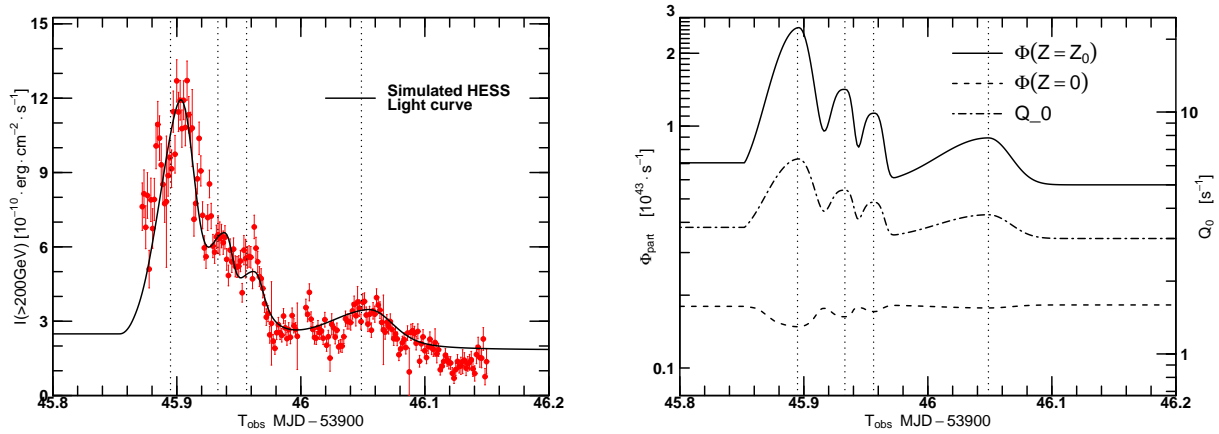 15
12
9
6
3
0
I(>200GeV) [10⁻¹⁰ · erg · cm⁻² · s⁻¹]
Simulated HESS
Light curve
45.8 45.9 46 46.1 46.2
T_obs MJD − 53900
3
2
1
0.1
Φ_part [10⁴³ · s⁻¹]
Φ(Z=Z₀)
Φ(Z=0)
Q_0
10
1
Q₀ [s⁻¹]
45.8 45.9 46 46.1 46.2
T_obs MJD − 53900